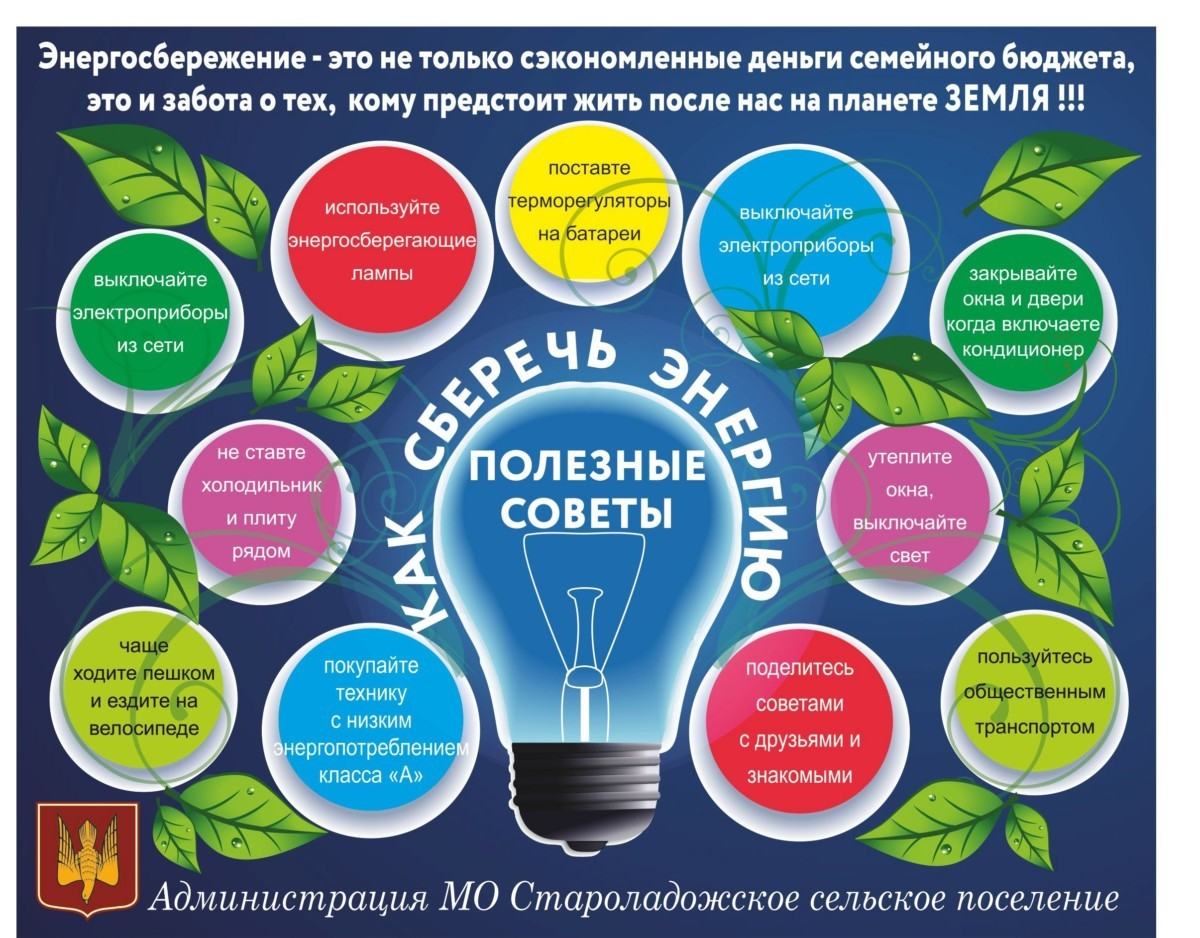 Энергосбережение - это не только сэкономленные деньги семейного бюджета,
это и забота о тех, кому предстоит жить после нас на планете ЗЕМЛЯ !!!
выключайте
электроприборы
из сети
используйте
энергосберегающие
лампы
поставте
терморегуляторы
на батареи
выключайте
электроприборы
из сети
закрывайте
окна и двери
когда включаете
кондиционер
КАК СБЕРЕЧЬ ЭНЕРГИЮ
ПОЛЕЗНЫЕ
СОВЕТЫ
не ставте
холодильник
и плиту
рядом
утеплите
окна,
выключайте
свет
чаще
ходите пешком
и ездите на
велосипеде
покупайте
технику
с низким
энергопотреблением
класса «А»
поделитесь
советами
с друзьями и
знакомыми
пользуйтесь
общественным
транспортом
Администрация МО Староладожское сельское поселение